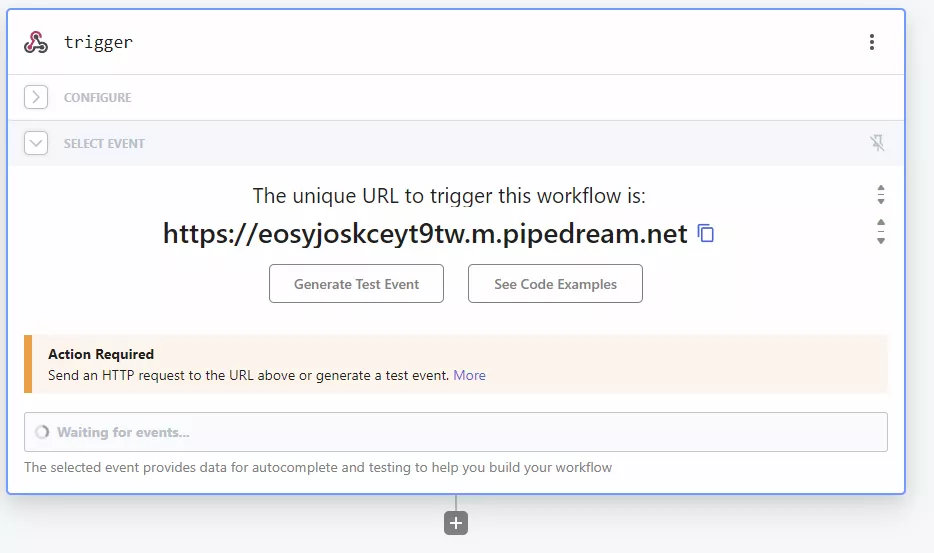 trigger
CONFIGURE
SELECT EVENT
The unique URL to trigger this workflow is:
https://eosyjoskceyt9tw.m.pipedream.net
Generate Test Event
See Code Examples
Action Required
Send an HTTP request to the URL above or generate a test event. More
Waiting for events...
The selected event provides data for autocomplete and testing to help you build your workflow